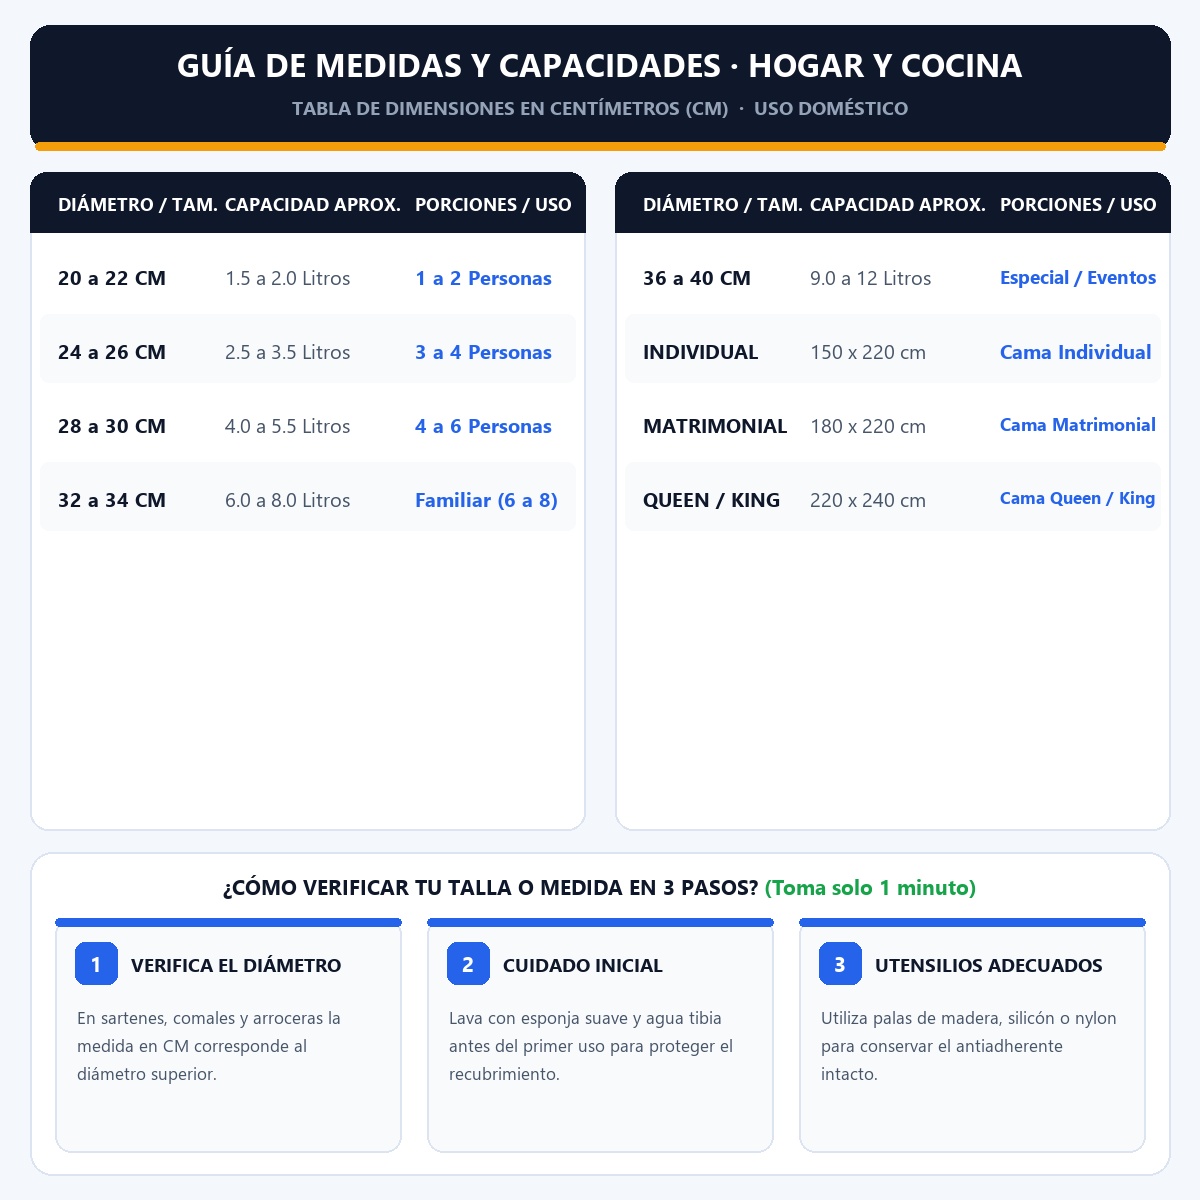 GUÍA DE MEDIDAS Y CAPACIDADES · HOGAR Y COCINA
TABLA DE DIMENSIONES EN CENTÍMETROS (CM) · USO DOMÉSTICO
DIÁMETRO / TAM. CAPACIDAD APROX. PORCIONES / USO
20 a 22 CM 1.5 a 2.0 Litros 1 a 2 Personas
24 a 26 CM 2.5 a 3.5 Litros 3 a 4 Personas
28 a 30 CM 4.0 a 5.5 Litros 4 a 6 Personas
32 a 34 CM 6.0 a 8.0 Litros Familiar (6 a 8)
DIÁMETRO / TAM. CAPACIDAD APROX. PORCIONES / USO
36 a 40 CM 9.0 a 12 Litros Especial / Eventos
INDIVIDUAL 150 x 220 cm Cama Individual
MATRIMONIAL 180 x 220 cm Cama Matrimonial
QUEEN / KING 220 x 240 cm Cama Queen / King
¿CÓMO VERIFICAR TU TALLA O MEDIDA EN 3 PASOS? (Toma solo 1 minuto)
1 VERIFICA EL DIÁMETRO
En sartenes, comales y arroceras la
medida en CM corresponde al
diámetro superior.
2 CUIDADO INICIAL
Lava con esponja suave y agua tibia
antes del primer uso para proteger el
recubrimiento.
3 UTENSILIOS ADECUADOS
Utiliza palas de madera, silicón o nylon
para conservar el antiadherente
intacto.